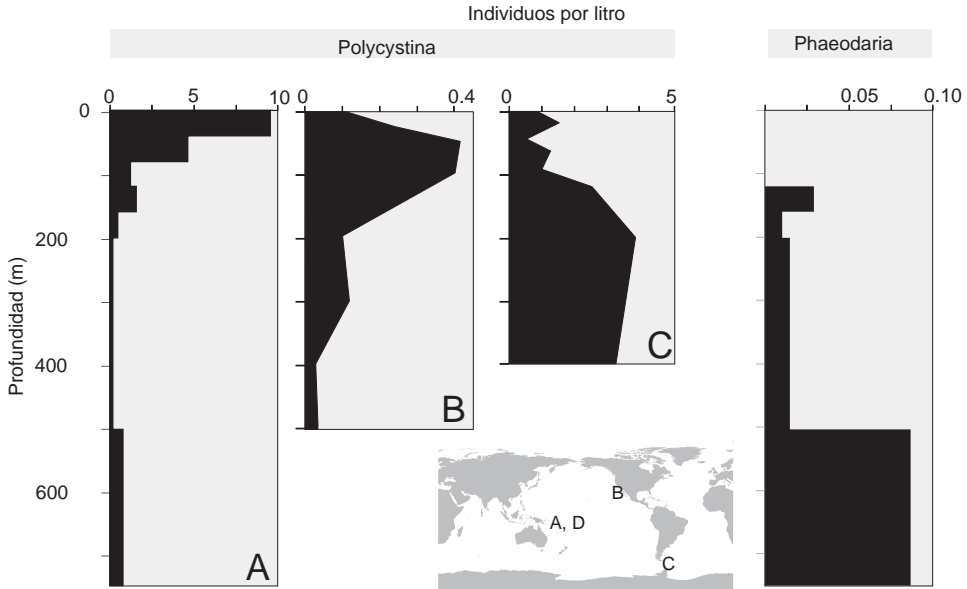 Individuos por litro
Polycystina
Phaeodaria
0 5 10 0 0.4 0 5 0.05 0.10
0
200
400
600
Profundidad (m)
A
B
C
B
A, D
C